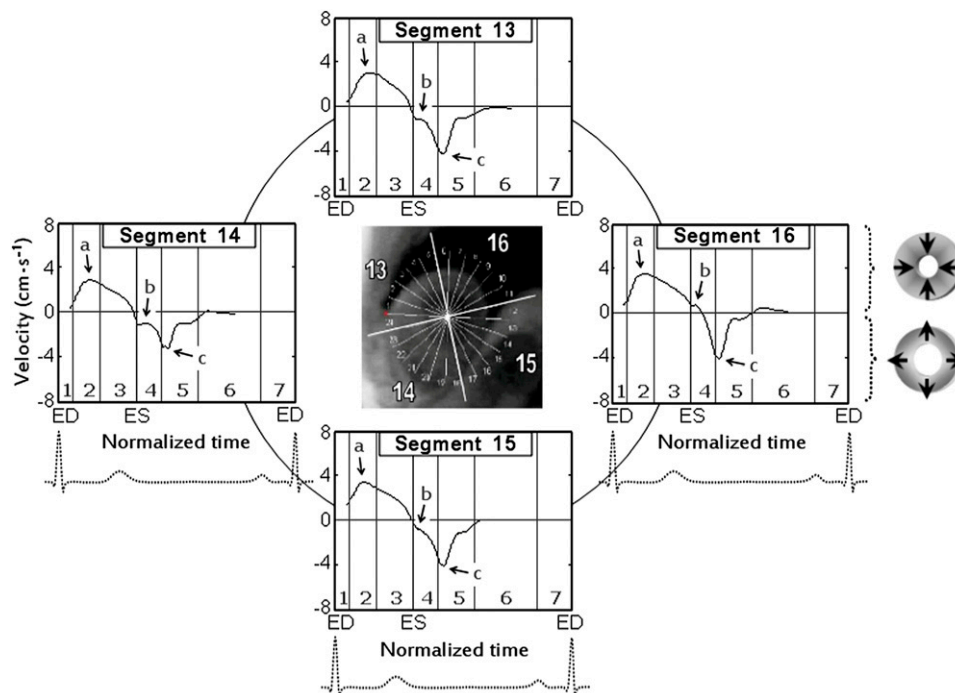 8
Segment 13
a
4
b
0
-4
c
-8
1 2 3 4 5 6 7
ED ES ED
Velocity (cm·s-1)
8
Segment 14
a
4
b
0
-4
c
-8
1 2 3 4 5 6 7
ED ES ED
Normalized time
13
16
14
15
8
Segment 16
a
4
b
0
-4
c
-8
1 2 3 4 5 6 7
ED ES ED
Normalized time
8
Segment 15
a
4
b
0
-4
c
-8
1 2 3 4 5 6 7
ED ES ED
Normalized time